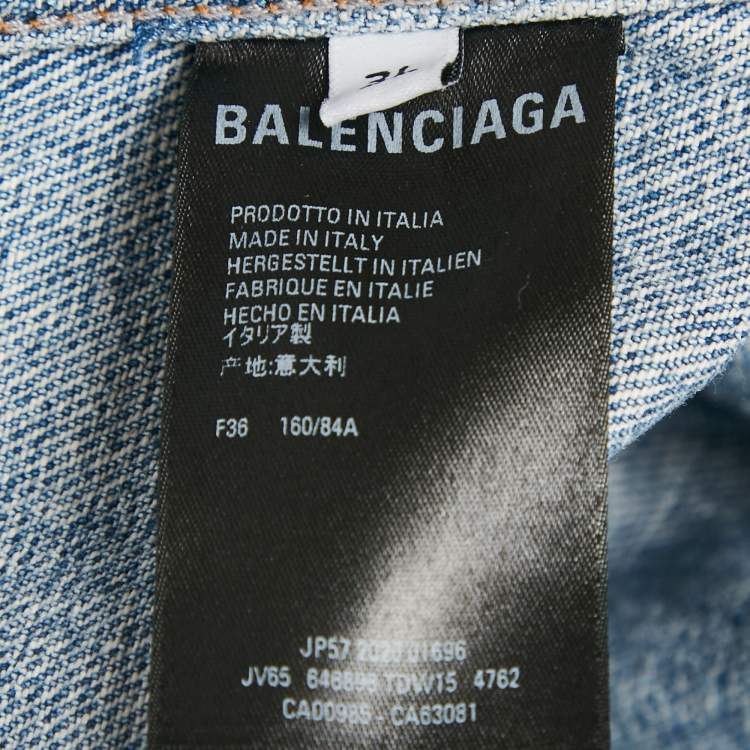 BALENCIAGA
PRODOTTO IN ITALIA
MADE IN ITALY
HERGESTELLT IN ITALIEN
FABRIQUE EN ITALIE
HECHO EN ITALIA
イタリア製
产地:意大利
F36 160/84A
JP57
JV65 TDW15 4762
CA00985 - CA63081